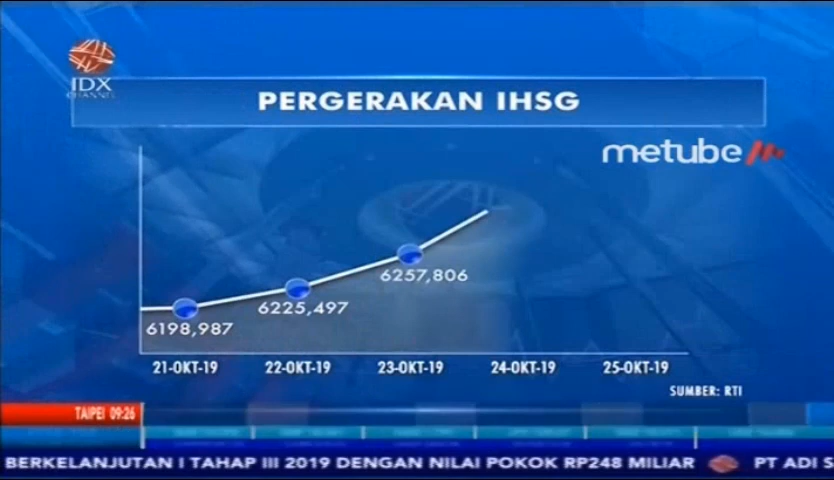 IDX
CHANNEL
PERGERAKAN IHSG
metube
6198,987
6225,497
6257,806
21-OKT-19
22-OKT-19
23-OKT-19
24-OKT-19
25-OKT-19
SUMBER: RTI
TAIPEI 09:26
BERKELANJUTAN I TAHAP III 2019 DENGAN NILAI POKOK RP248 MILIAR PT ADI S